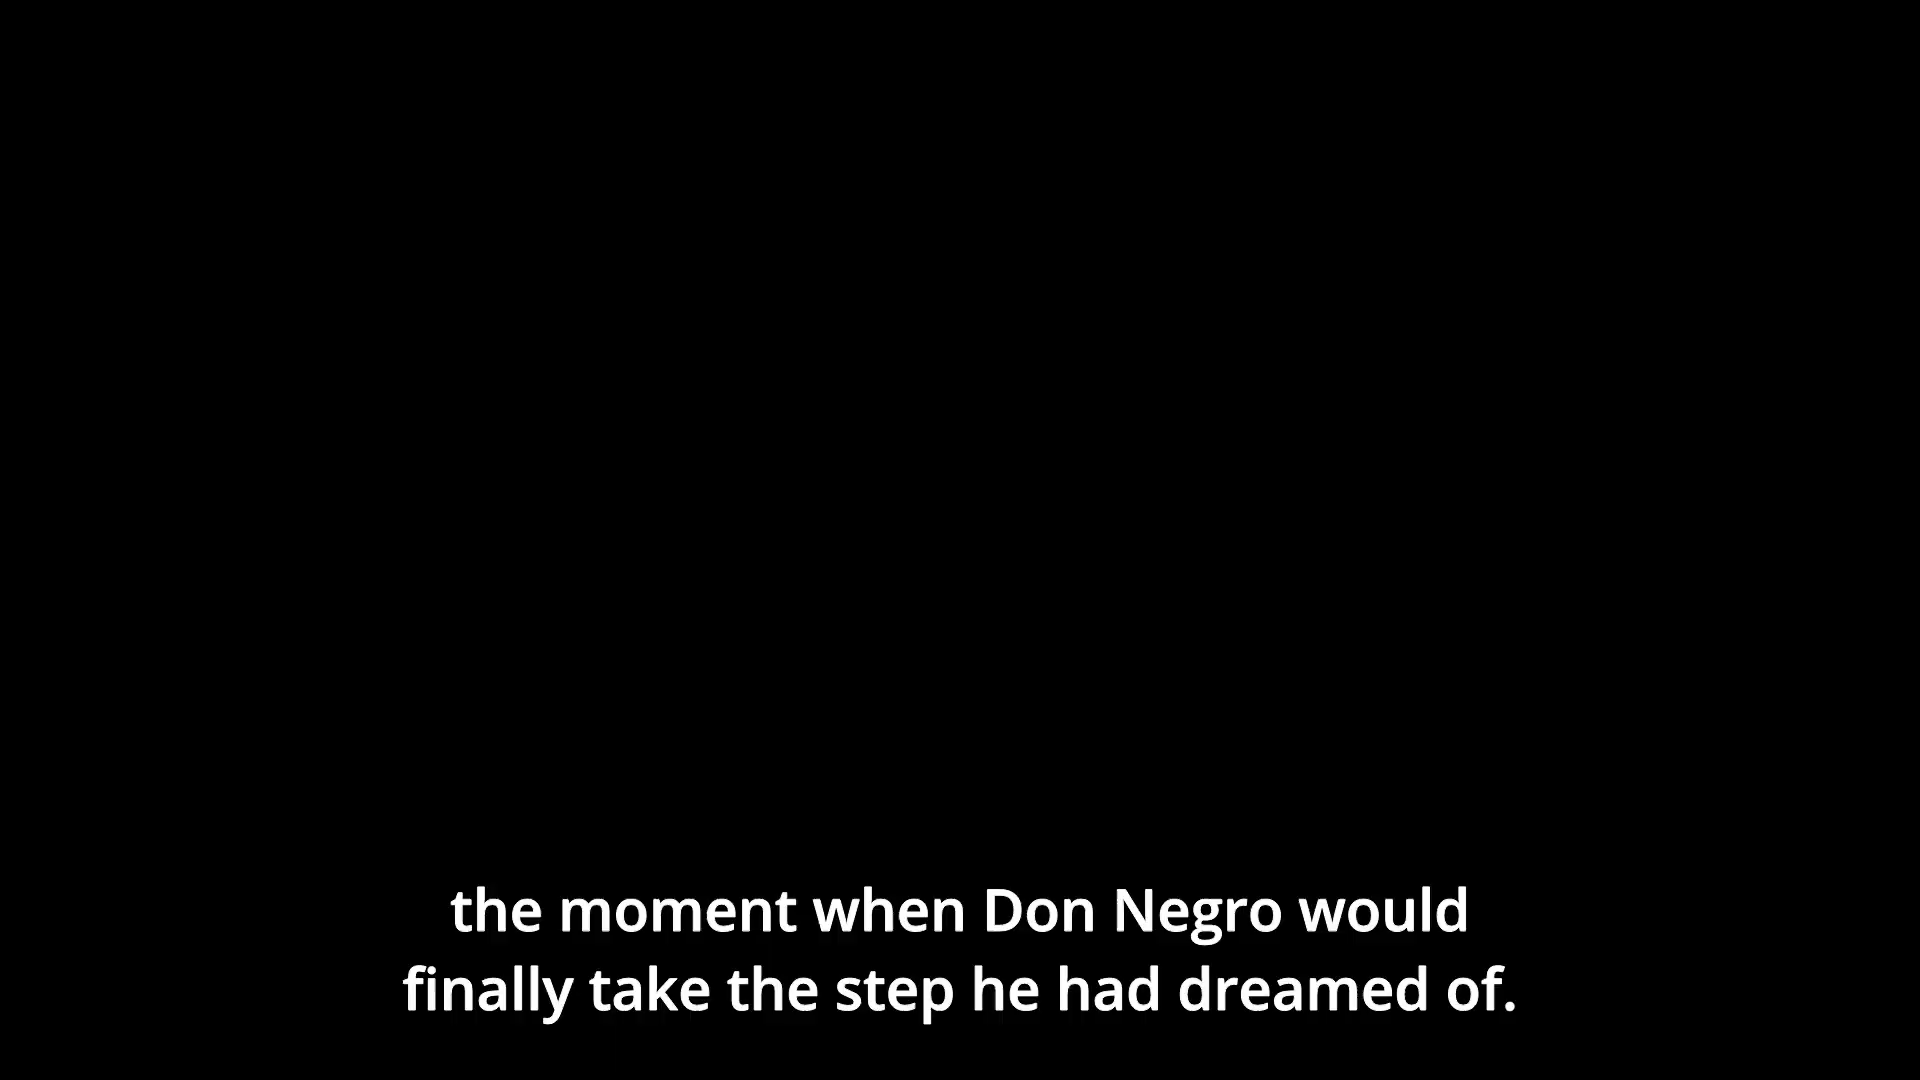 the moment when Don Negro would
finally take the step he had dreamed of.